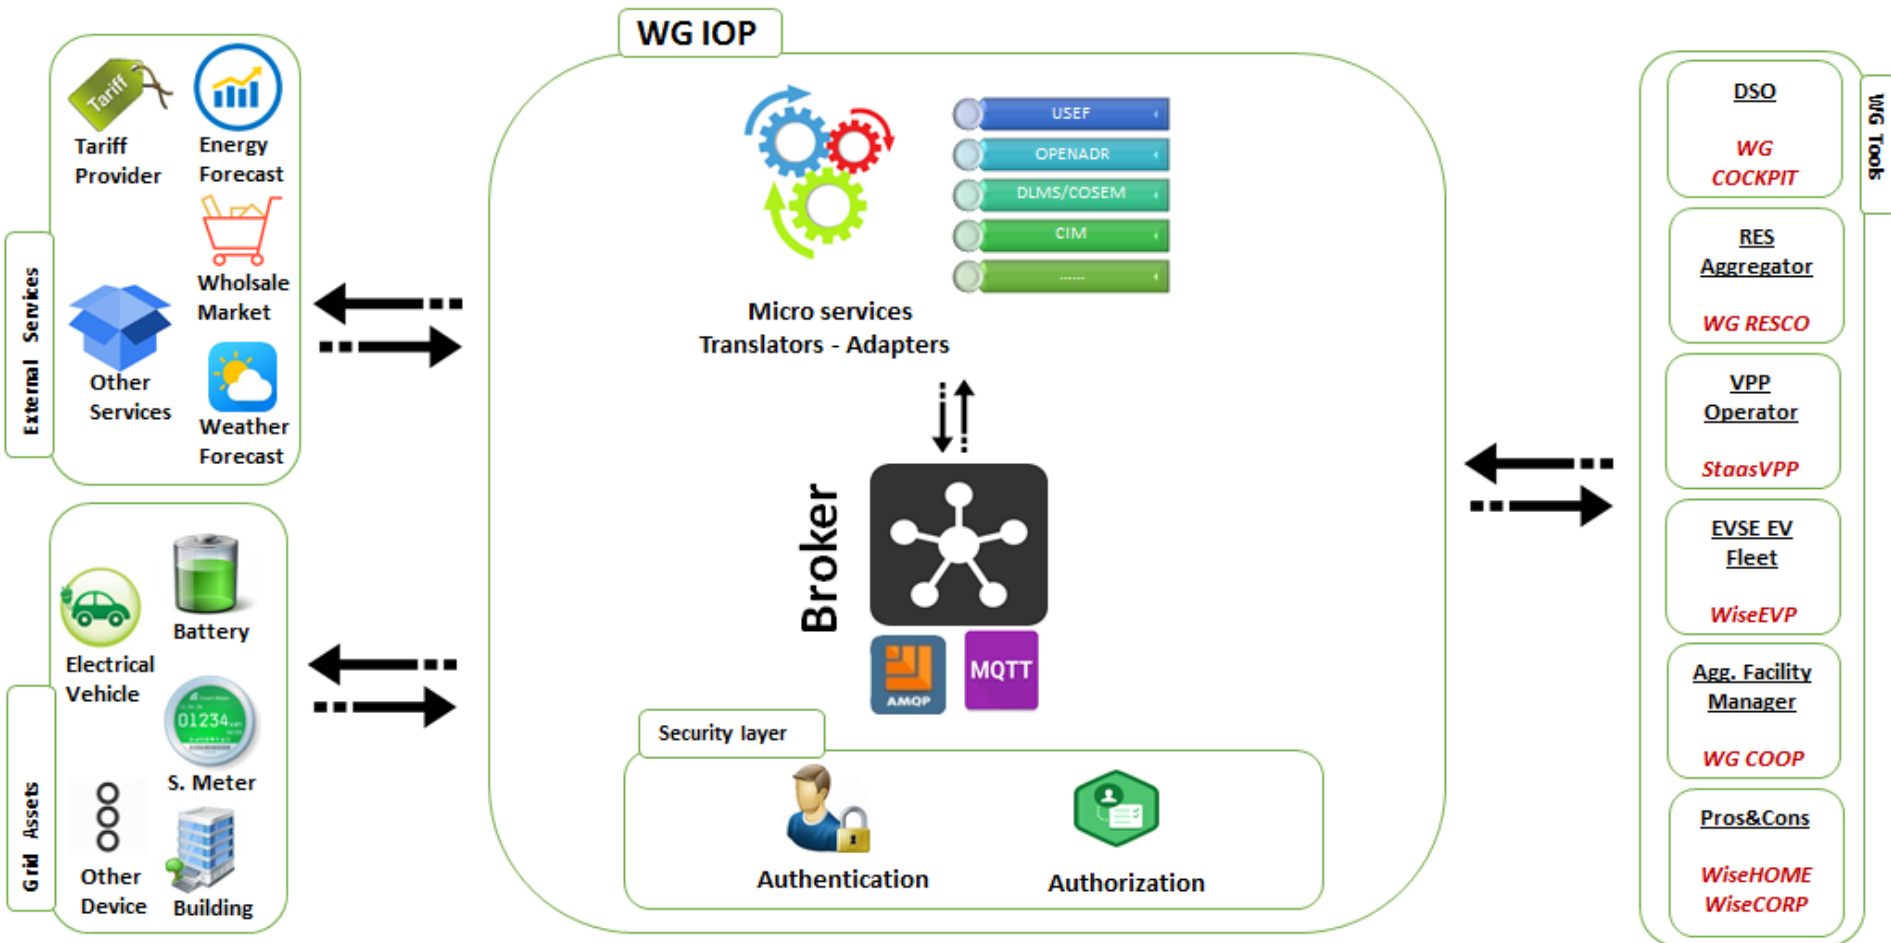 WG IOP
Tariff
Tariff
Provider
Energy
Forecast
Wholsale
Market
Other
Services
Weather
Forecast
External Services
Electrical
Vehicle
Battery
01234
S. Meter
Other
Device
Building
Grid Assets
USEF
OPENADR
DLMS/COSEM
CIM
......
Micro services
Translators - Adapters
Broker
AMQP
MQTT
Security layer
Authentication
Authorization
WG Tools
DSO
WG
COCKPIT
RES
Aggregator
WG RESCO
VPP
Operator
StaasVPP
EVSE EV
Fleet
WiseEVP
Agg. Facility
Manager
WG COOP
Pros&Cons
WiseHOME
WiseCORP